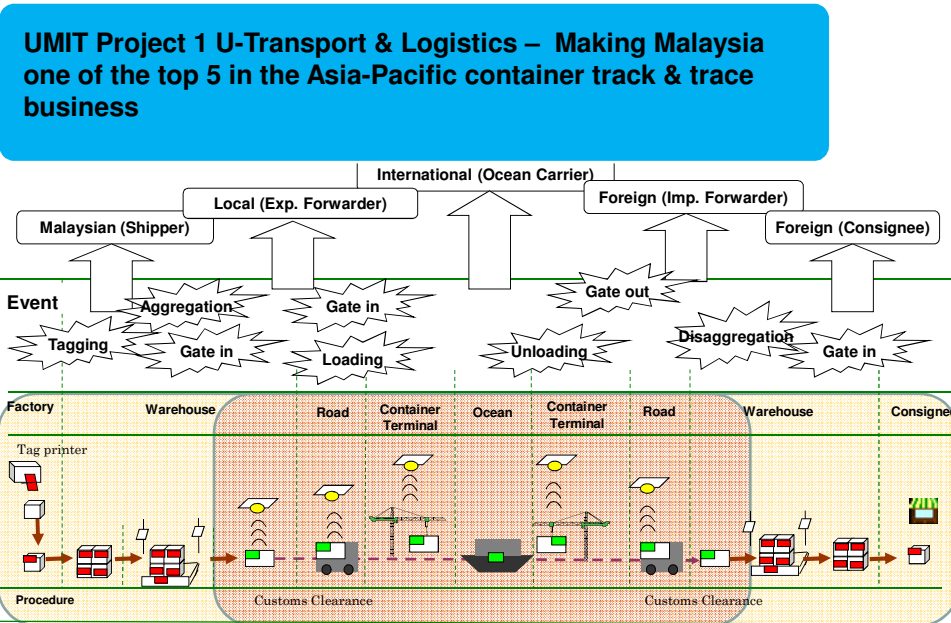 UMIT Project 1 U-Transport & Logistics – Making Malaysia
one of the top 5 in the Asia-Pacific container track & trace
business
International (Ocean Carrier)
Local (Exp. Forwarder)
Foreign (Imp. Forwarder)
Malaysian (Shipper)
Foreign (Consignee)
Event
Aggregation
Gate in
Gate out
Tagging
Gate in
Loading
Unloading
Disaggregation
Gate in
Factory
Warehouse
Road
Container
Terminal
Ocean
Container
Terminal
Road
Warehouse
Consignee
Tag printer
Procedure
Customs Clearance
Customs Clearance